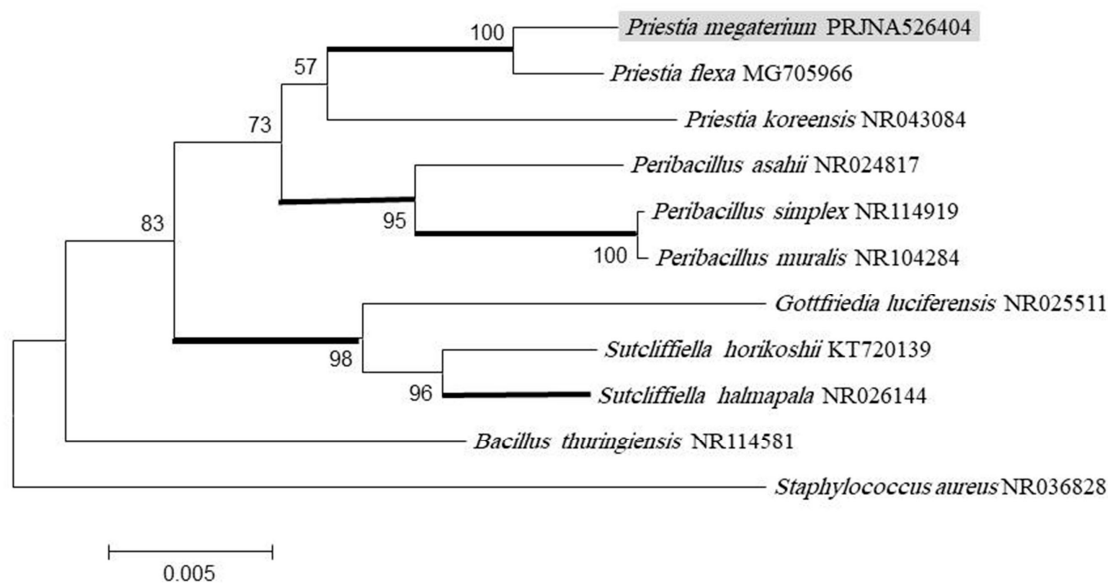 Priestia megaterium PRJNA526404
100
57
Priestia flexa MG705966
73
Priestia koreensis NR043084
Peribacillus asahii NR024817
95
Peribacillus simplex NR114919
83
100
Peribacillus muralis NR104284
Gottfriedia luciferensis NR025511
98
Sutcliffiella horikoshii KT720139
96
Sutcliffiella halmapala NR026144
Bacillus thuringiensis NR114581
Staphylococcus aureus NR036828
0.005